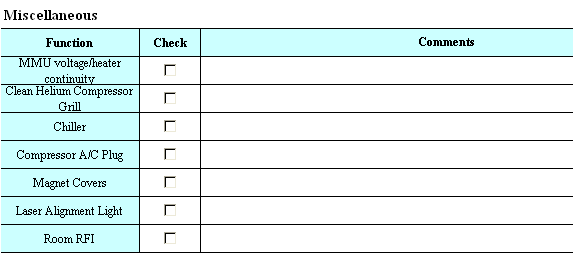 Miscellaneous
Function Check Comments
MMU voltage/heater
continuity
Clean Helium Compressor
Grill
Chiller
Compressor A/C Plug
Magnet Covers
Laser Alignment Light
Room RFI